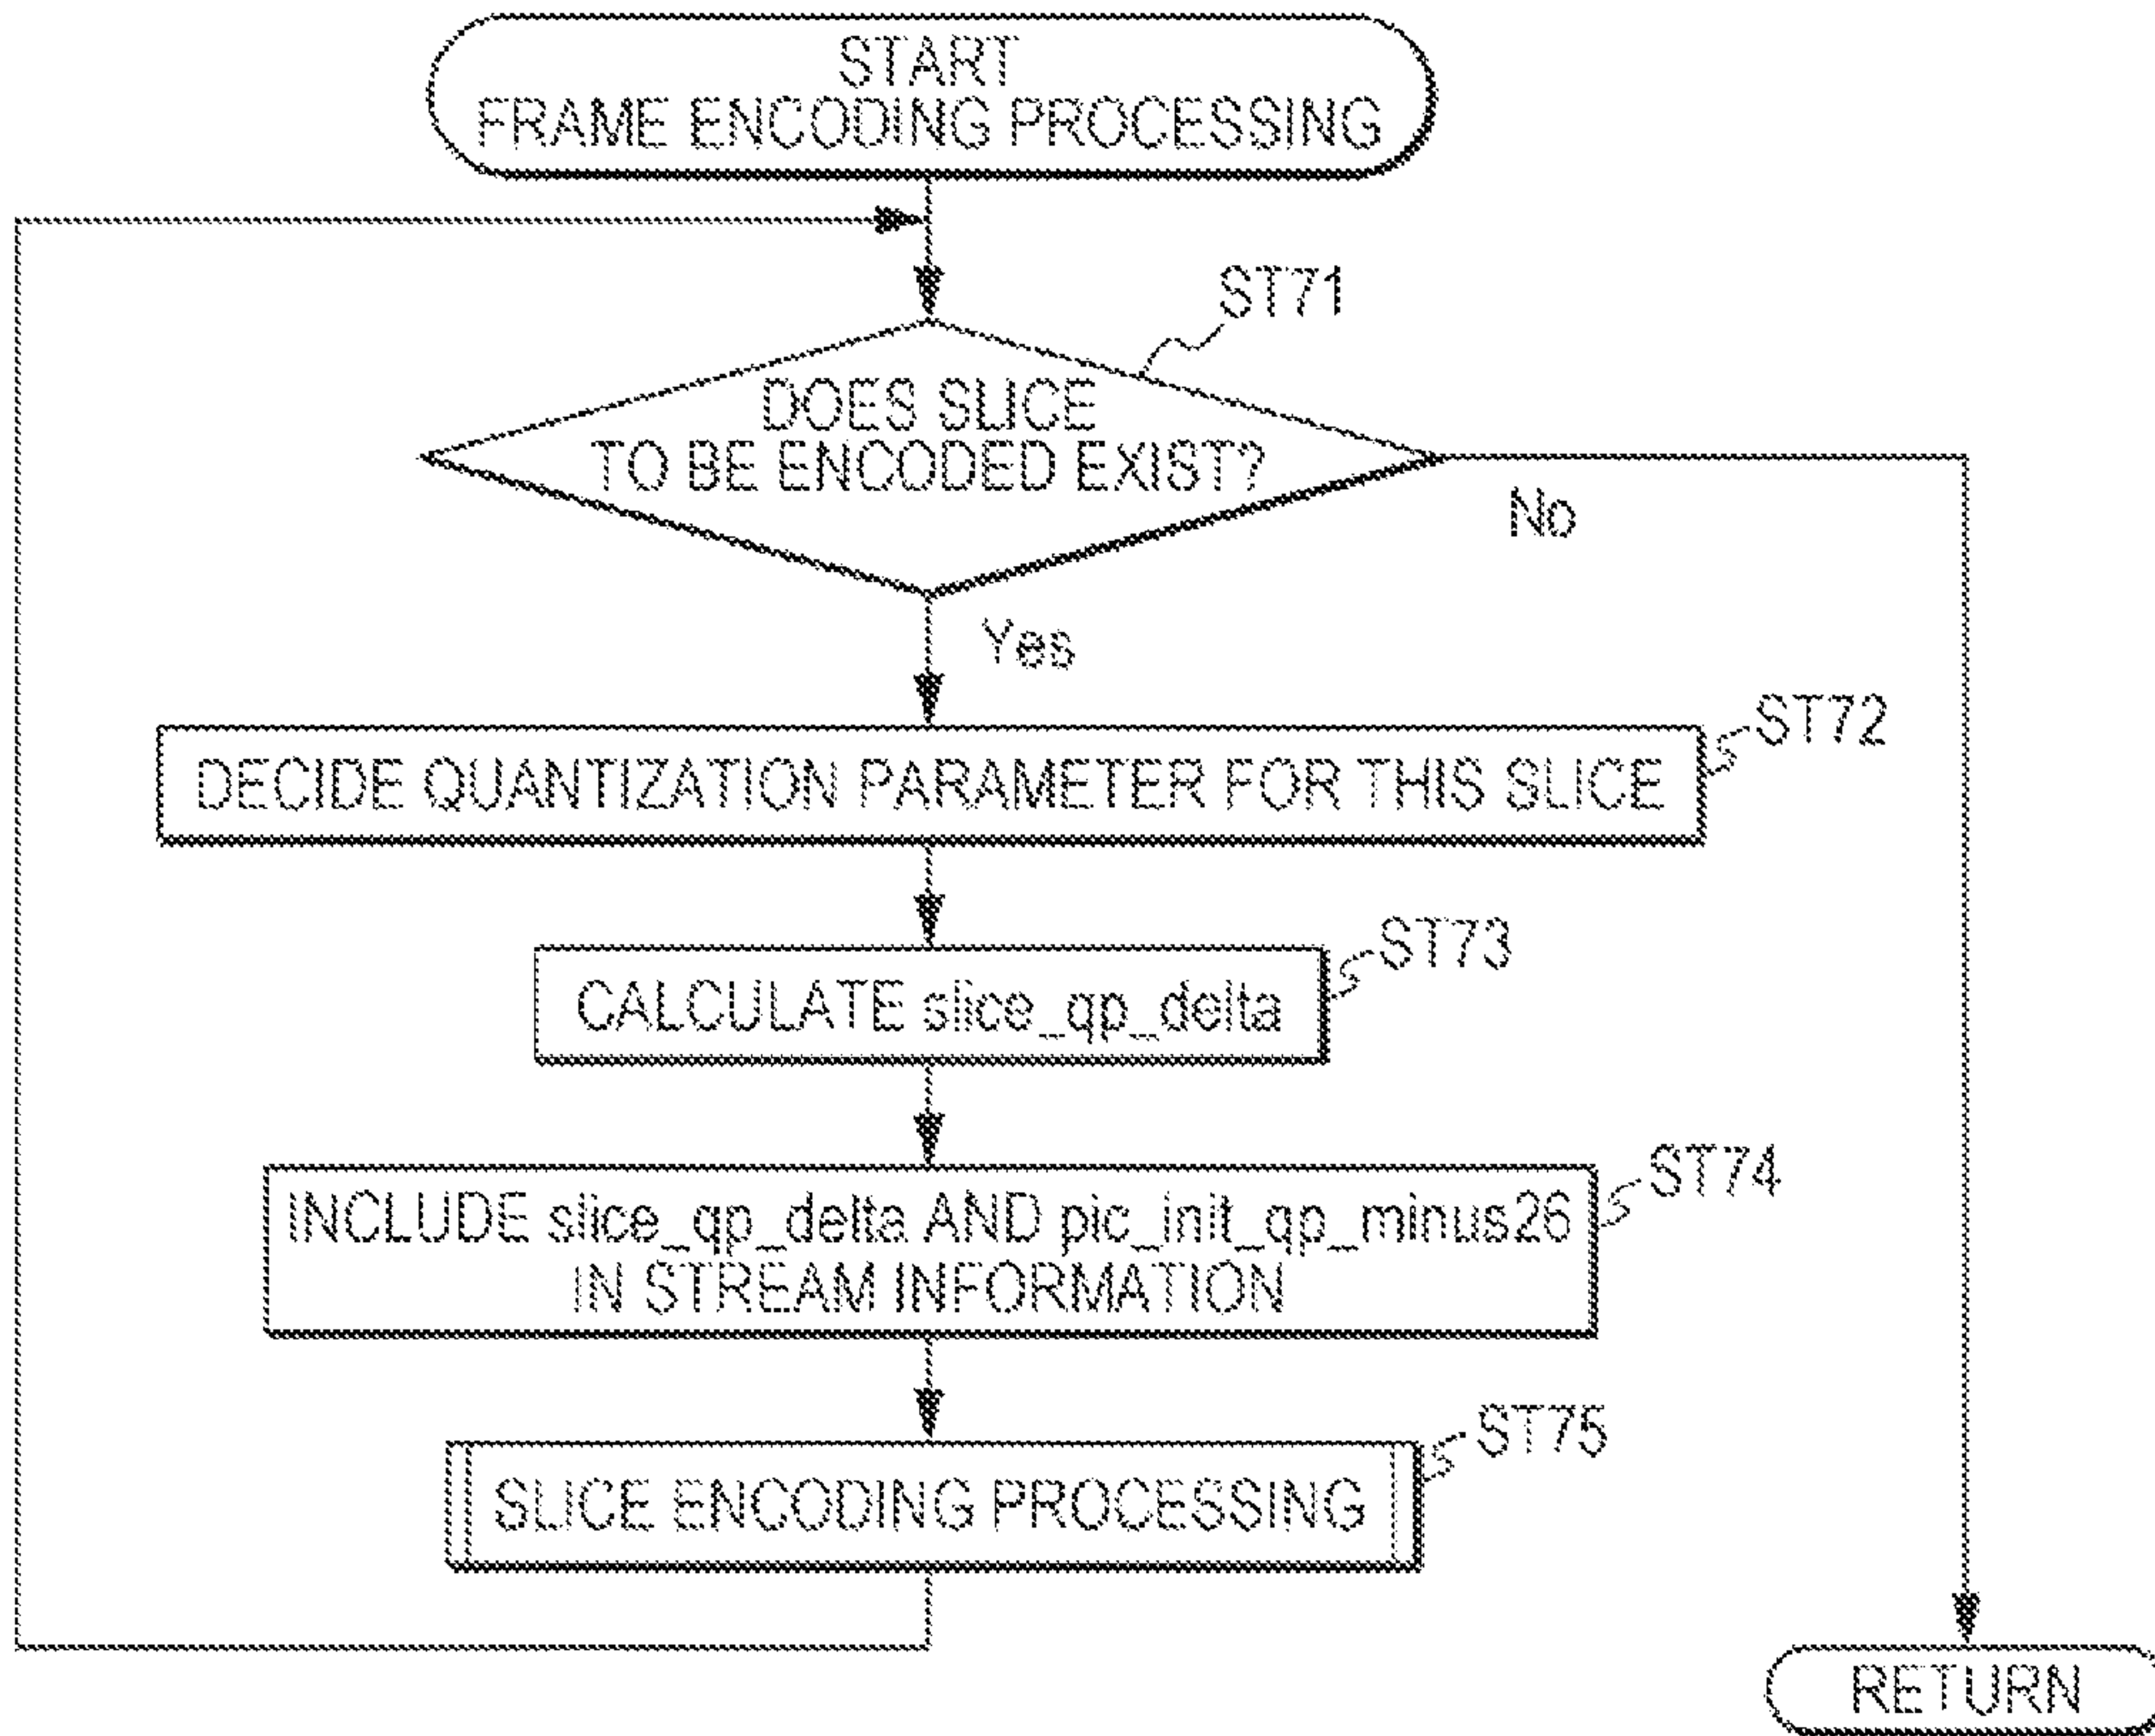 START
FRAME ENCODING PROCESSING
ST71
DOES SLICE
TO BE ENCODED EXIST?
No
Yes
ST72
DECIDE QUANTIZATION PARAMETER FOR THIS SLICE
ST73
CALCULATE slice_qp_delta
ST74
INCLUDE slice_qp_delta AND pic_init_qp_minus26
IN STREAM INFORMATION
ST75
SLICE ENCODING PROCESSING
RETURN